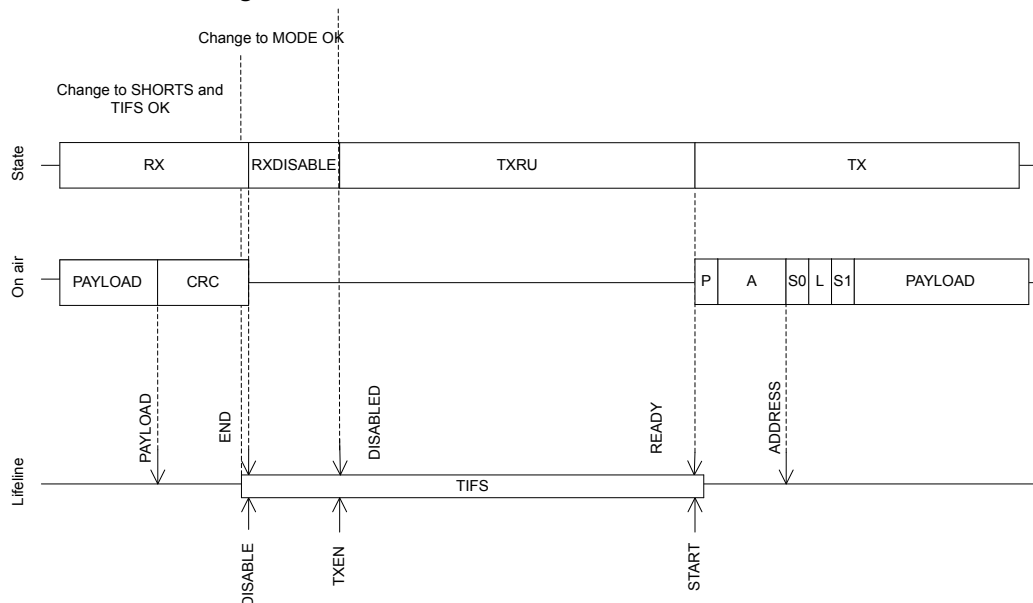 Change to MODE OK
Change to SHORTS and
TIFS OK
State
RX
RXDISABLE
TXRU
TX
On air
PAYLOAD
CRC
P
A
S0
L
S1
PAYLOAD
PAYLOAD
END
DISABLED
READY
ADDRESS
Lifeline
TIFS
DISABLE
TXEN
START